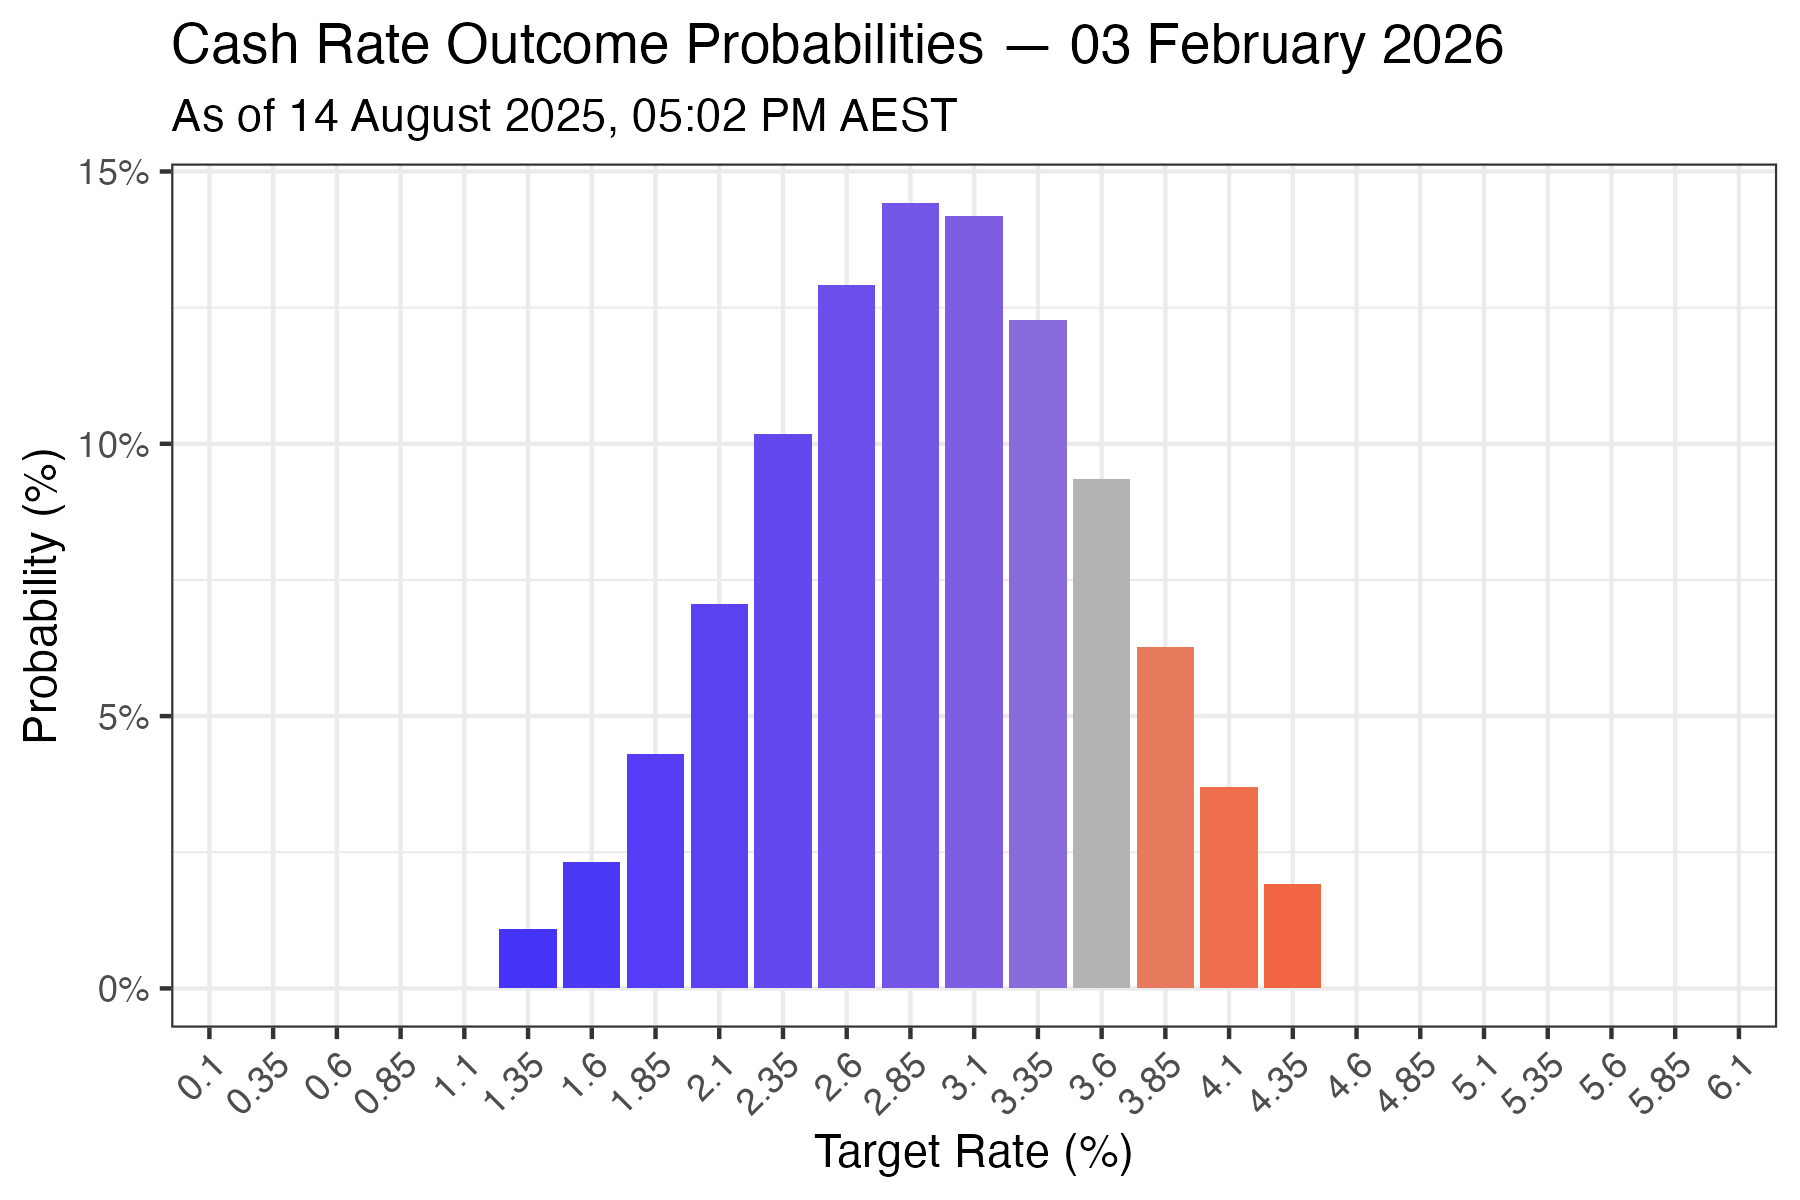 Cash Rate Outcome Probabilities — 03 February 2026
As of 14 August 2025, 05:02 PM AEST
Probability (%)
15%
10%
5%
0%
0.1 0.35 0.6 0.85 1.1 1.35 1.6 1.85 2.1 2.35 2.6 2.85 3.1 3.35 3.6 3.85 4.1 4.35 4.6 4.85 5.1 5.35 5.6 5.85 6.1
Target Rate (%)